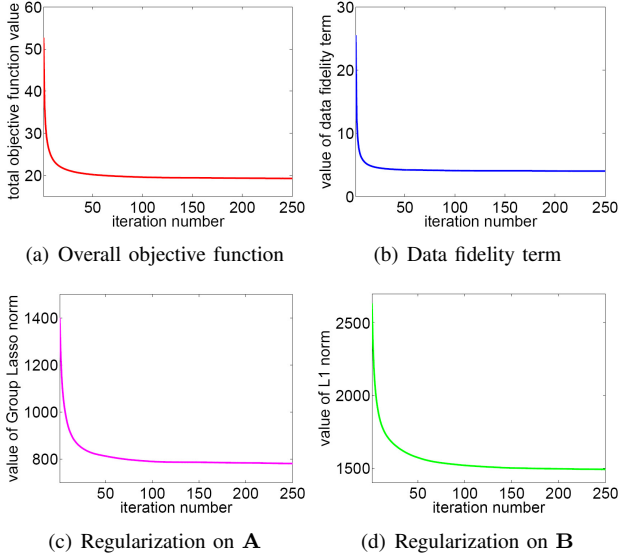 total objective function value
60
50
40
30
20
50 100 150 200 250
iteration number
(a) Overall objective function
value of data fidelity term
30
20
10
0
0 50 100 150 200 250
iteration number
(b) Data fidelity term
value of Group Lasso norm
1400
1200
1000
800
50 100 150 200 250
iteration number
(c) Regularization on A
value of L1 norm
2500
2000
1500
50 100 150 200 250
iteration number
(d) Regularization on B